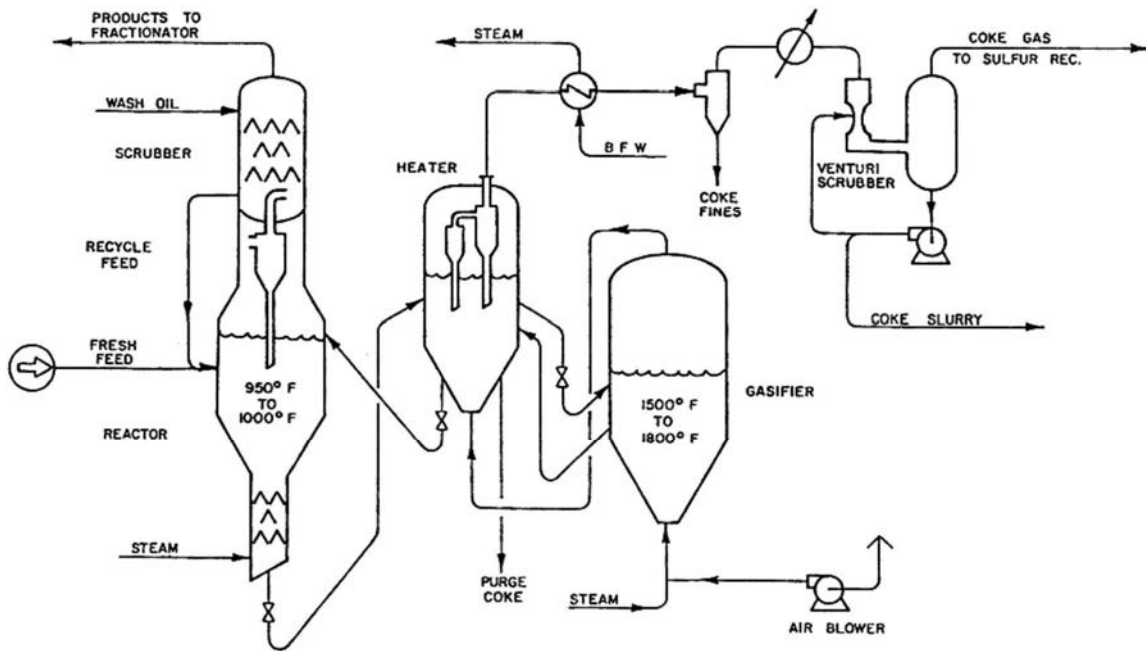 PRODUCTS TO
FRACTIONATOR
STEAM
COKE GAS
TO SULFUR REC.
WASH OIL
SCRUBBER
BFW
HEATER
COKE
FINES
VENTURI
SCRUBBER
RECYCLE
FEED
COKE SLURRY
FRESH
FEED
950° F
TO
1000° F
GASIFIER
1500° F
TO
1800° F
REACTOR
STEAM
PURGE
COKE
STEAM
AIR BLOWER